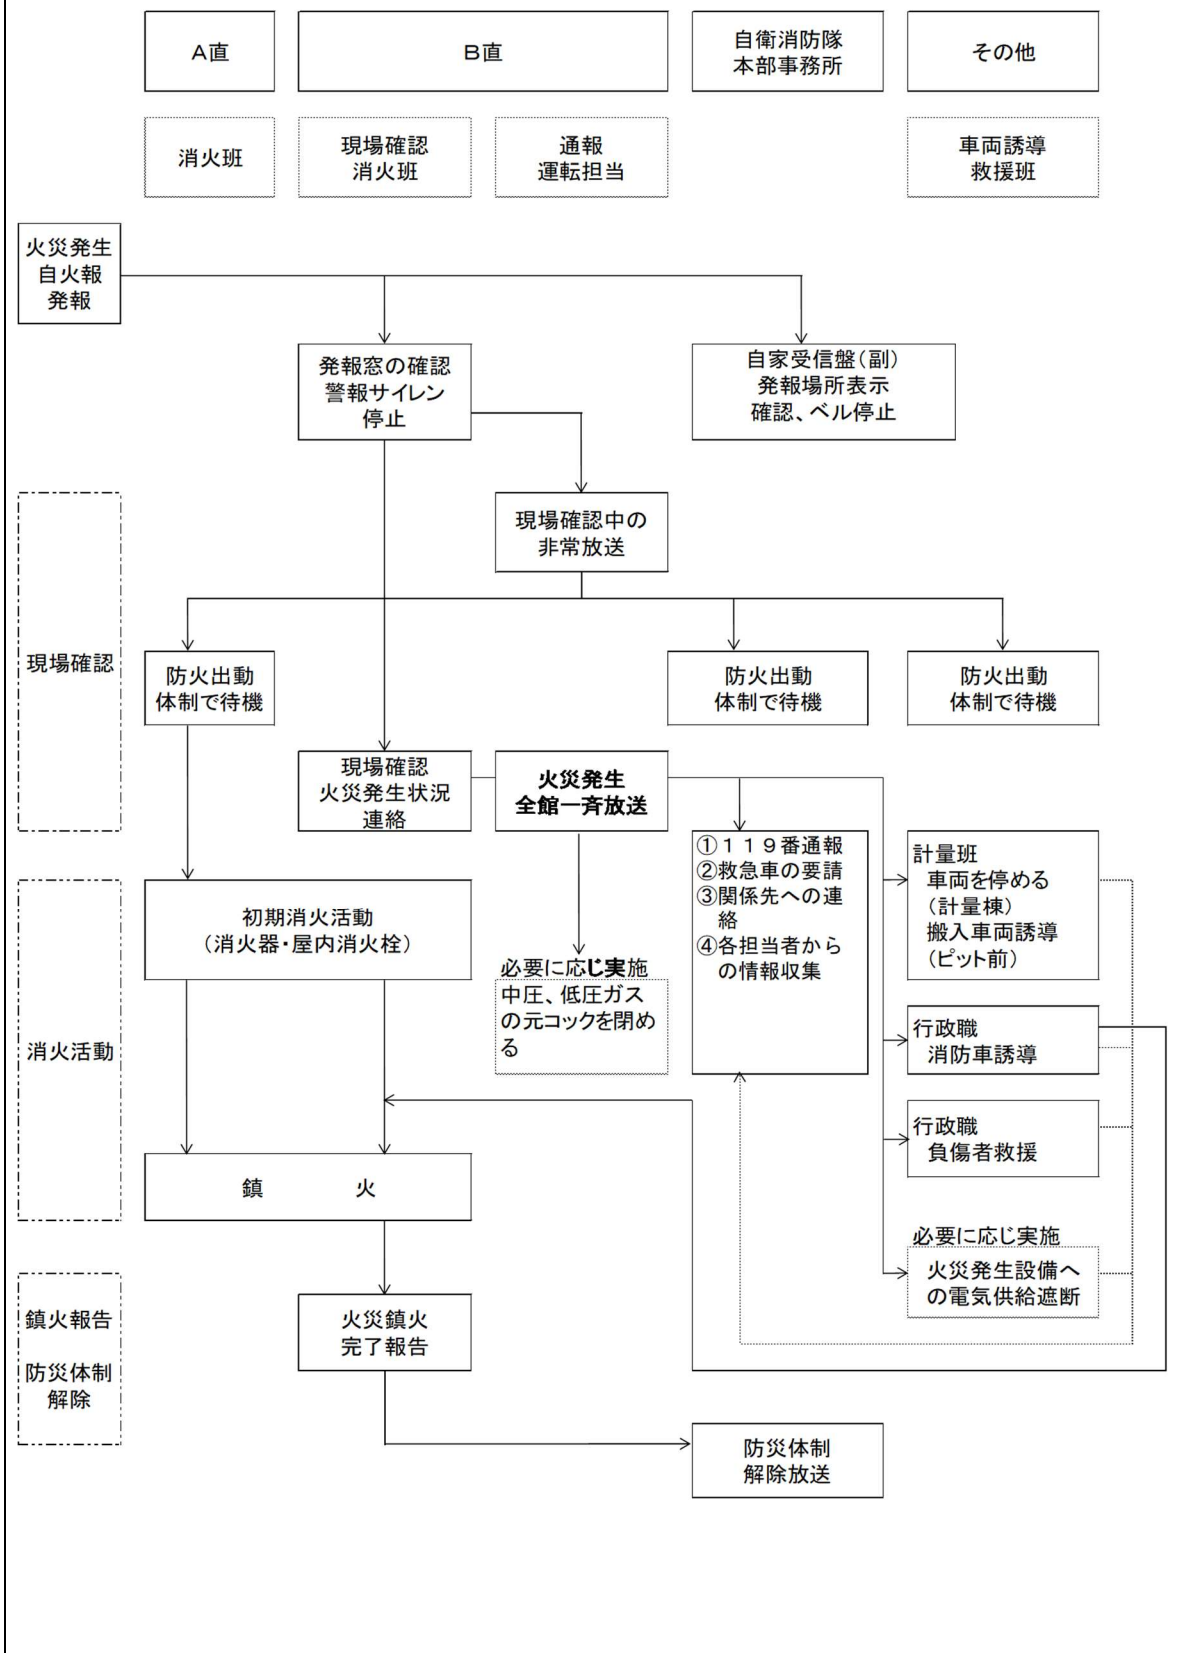 A直
B直
自衛消防隊
本部事務所
その他
消火班
現場確認
消火班
通報
運転担当
車両誘導
救援班
火災発生
自火報
発報
発報窓の確認
警報サイレン
停止
自家受信盤(副)
発報場所表示
確認、ベル停止
現場確認中の
非常放送
現場確認
防火出動
体制で待機
防火出動
体制で待機
防火出動
体制で待機
現場確認
火災発生状況
連絡
火災発生
全館一斉放送
①119番通報
②救急車の要請
③関係先への連
絡
④各担当者から
の情報収集
計量班
車両を停める
(計量棟)
搬入車両誘導
(ピット前)
初期消火活動
(消火器・屋内消火栓)
必要に応じ実施
中圧、低圧ガス
の元コックを閉め
る
消火活動
行政職
消防車誘導
行政職
負傷者救援
鎮 火
必要に応じ実施
火災発生設備へ
の電気供給遮断
鎮火報告
防災体制
解除
火災鎮火
完了報告
防災体制
解除放送